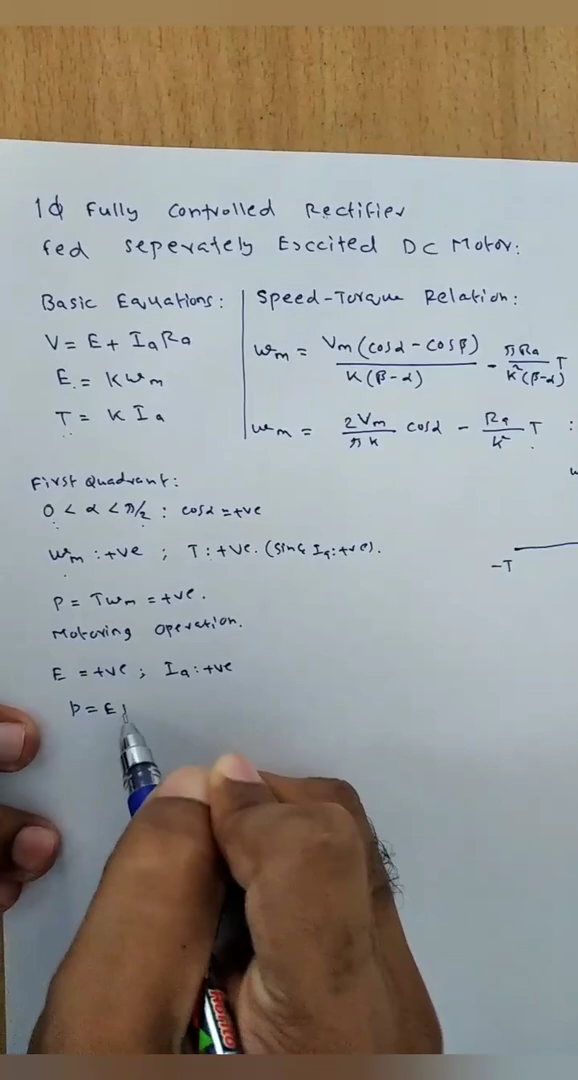 1ϕ Fully Controlled Rectifier
fed seperately Excited DC Motor:
Basic Equations:
V = E + IaRa
E = Kωm
T = K Ia
Speed-Torque Relation:
ωm = Vm(cosα - cosβ) / K(β-α) - πRa / K²(β-α) T
ωm = 2Vm / πK cosα - Ra / K² T :
First Quadrant:
0 < α < π/2 : cosα = +ve
ωm : +ve ; T : +ve. (Since Ia : +ve).
P = Tωm = +ve.
Motoring operation.
E = +ve ; Ia : +ve
P = E
-T